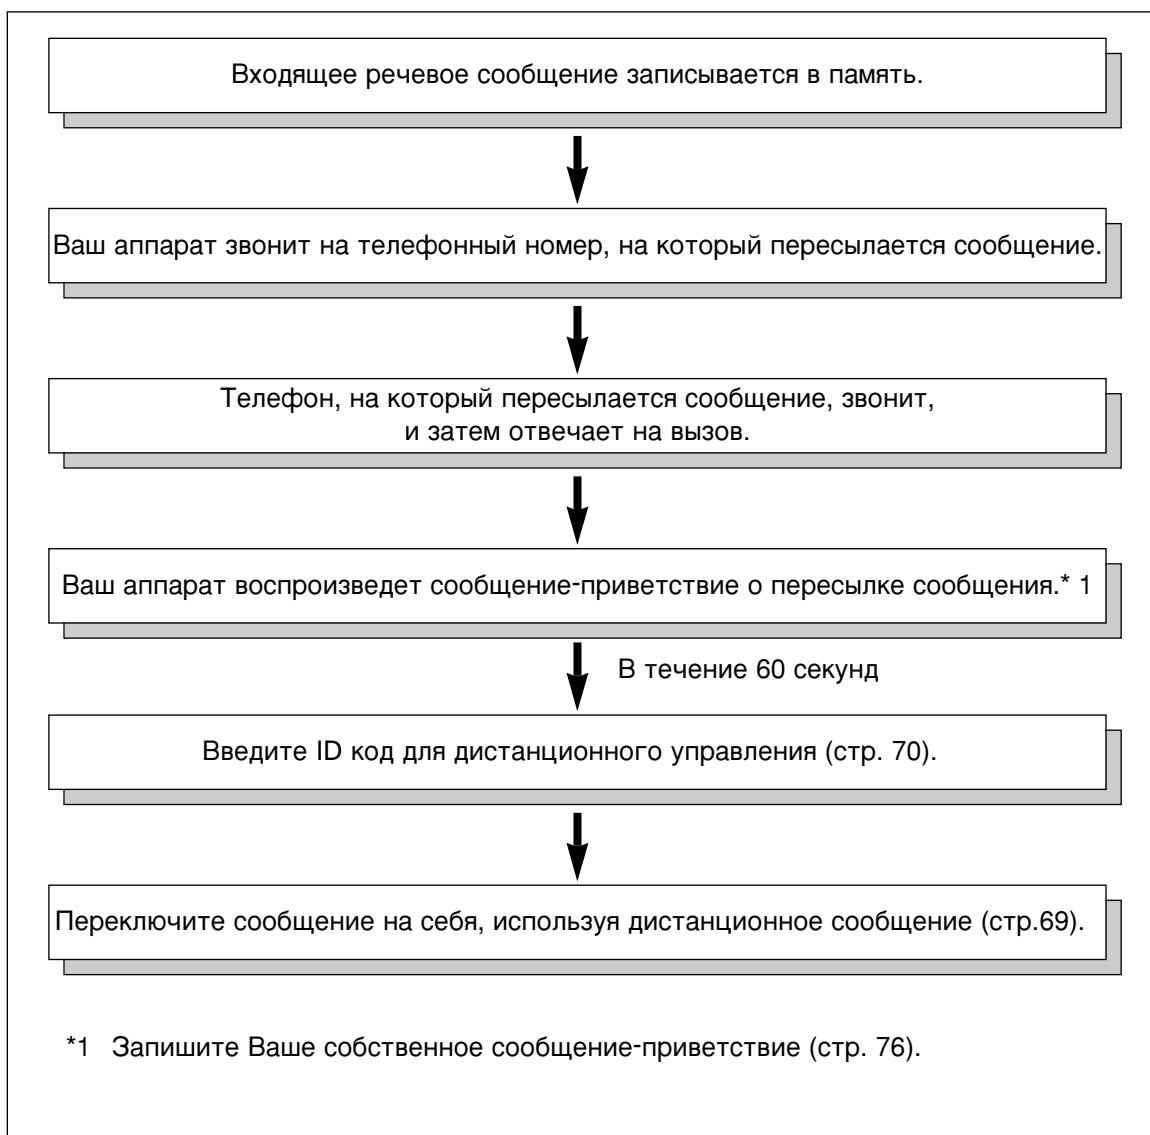 Входящее речевое сообщение записывается в память.
Ваш аппарат звонит на телефонный номер, на который пересылается сообщение.
Телефон, на который пересылается сообщение, звонит,
и затем отвечает на вызов.
Ваш аппарат воспроизведет сообщение-приветствие о пересылке сообщения.* 1
В течение 60 секунд
Введите ID код для дистанционного управления (стр. 70).
Переключите сообщение на себя, используя дистанционное сообщение (стр.69).
*1 Запишите Ваше собственное сообщение-приветствие (стр. 76).